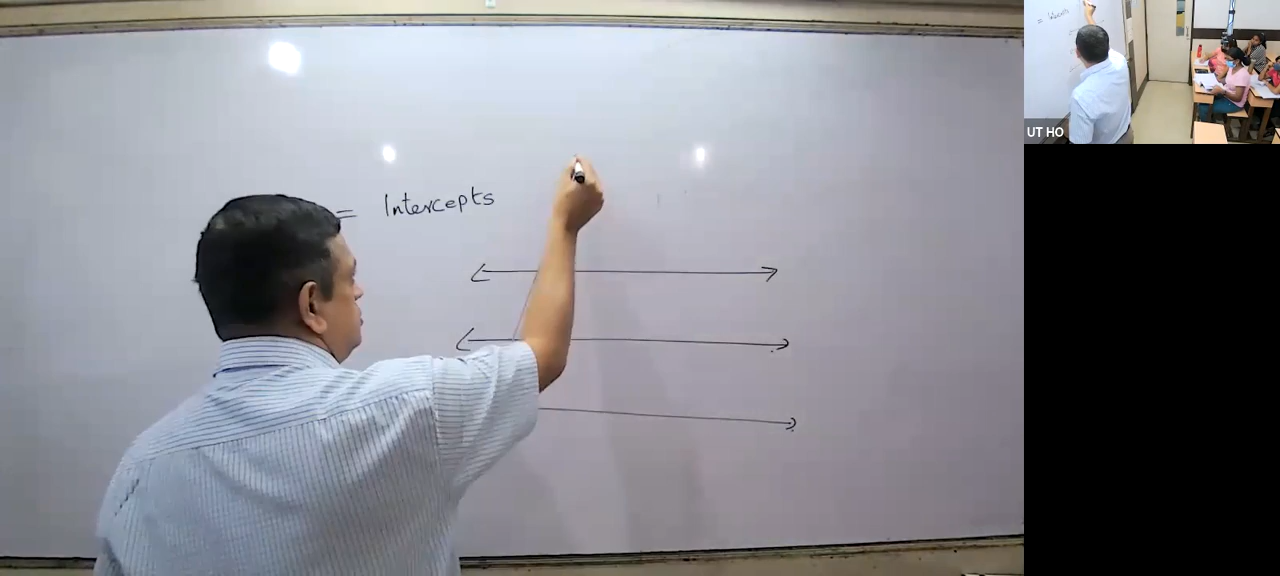 = Intercepts
UT HO